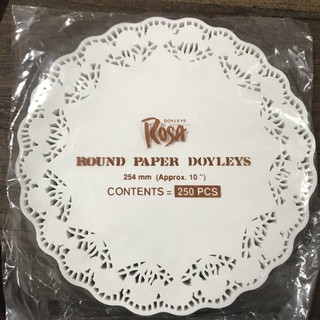 DOYLEYS
Rosa
ROUND PAPER DOYLEYS
254 mm (Approx. 10")
CONTENTS = 250 PCS